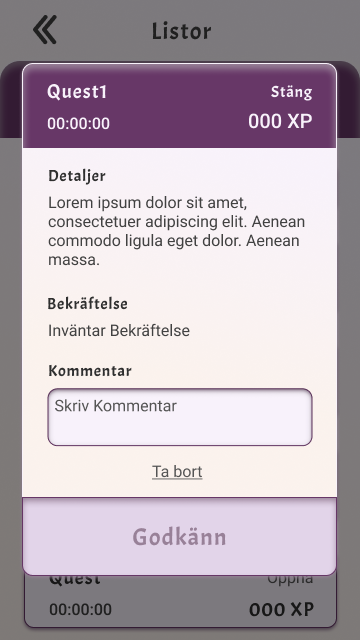 Listor
Quest1
Stäng
00:00:00
000 XP
Detaljer
Lorem ipsum dolor sit amet,
consectetuer adipiscing elit. Aenean
commodo ligula eget dolor. Aenean
massa.
Bekräftelse
Inväntar Bekräftelse
Kommentar
Skriv Kommentar
Ta bort
Godkänn
Quest
Öppna
00:00:00
000 XP